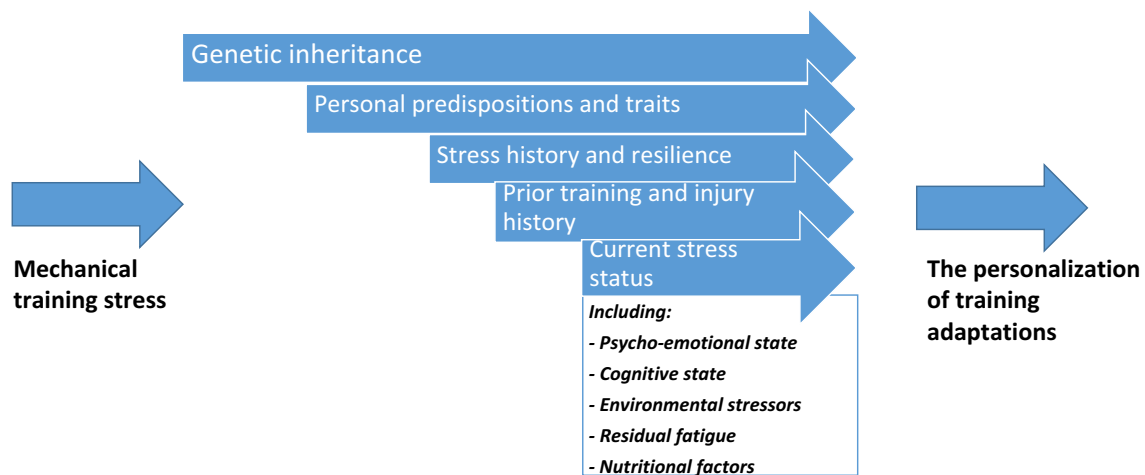 Genetic inheritance
Personal predispositions and traits
Stress history and resilience
Prior training and injury
history
Current stress
status
Mechanical
training stress
Including:
- Psycho-emotional state
- Cognitive state
- Environmental stressors
- Residual fatigue
- Nutritional factors
The personalization
of training
adaptations